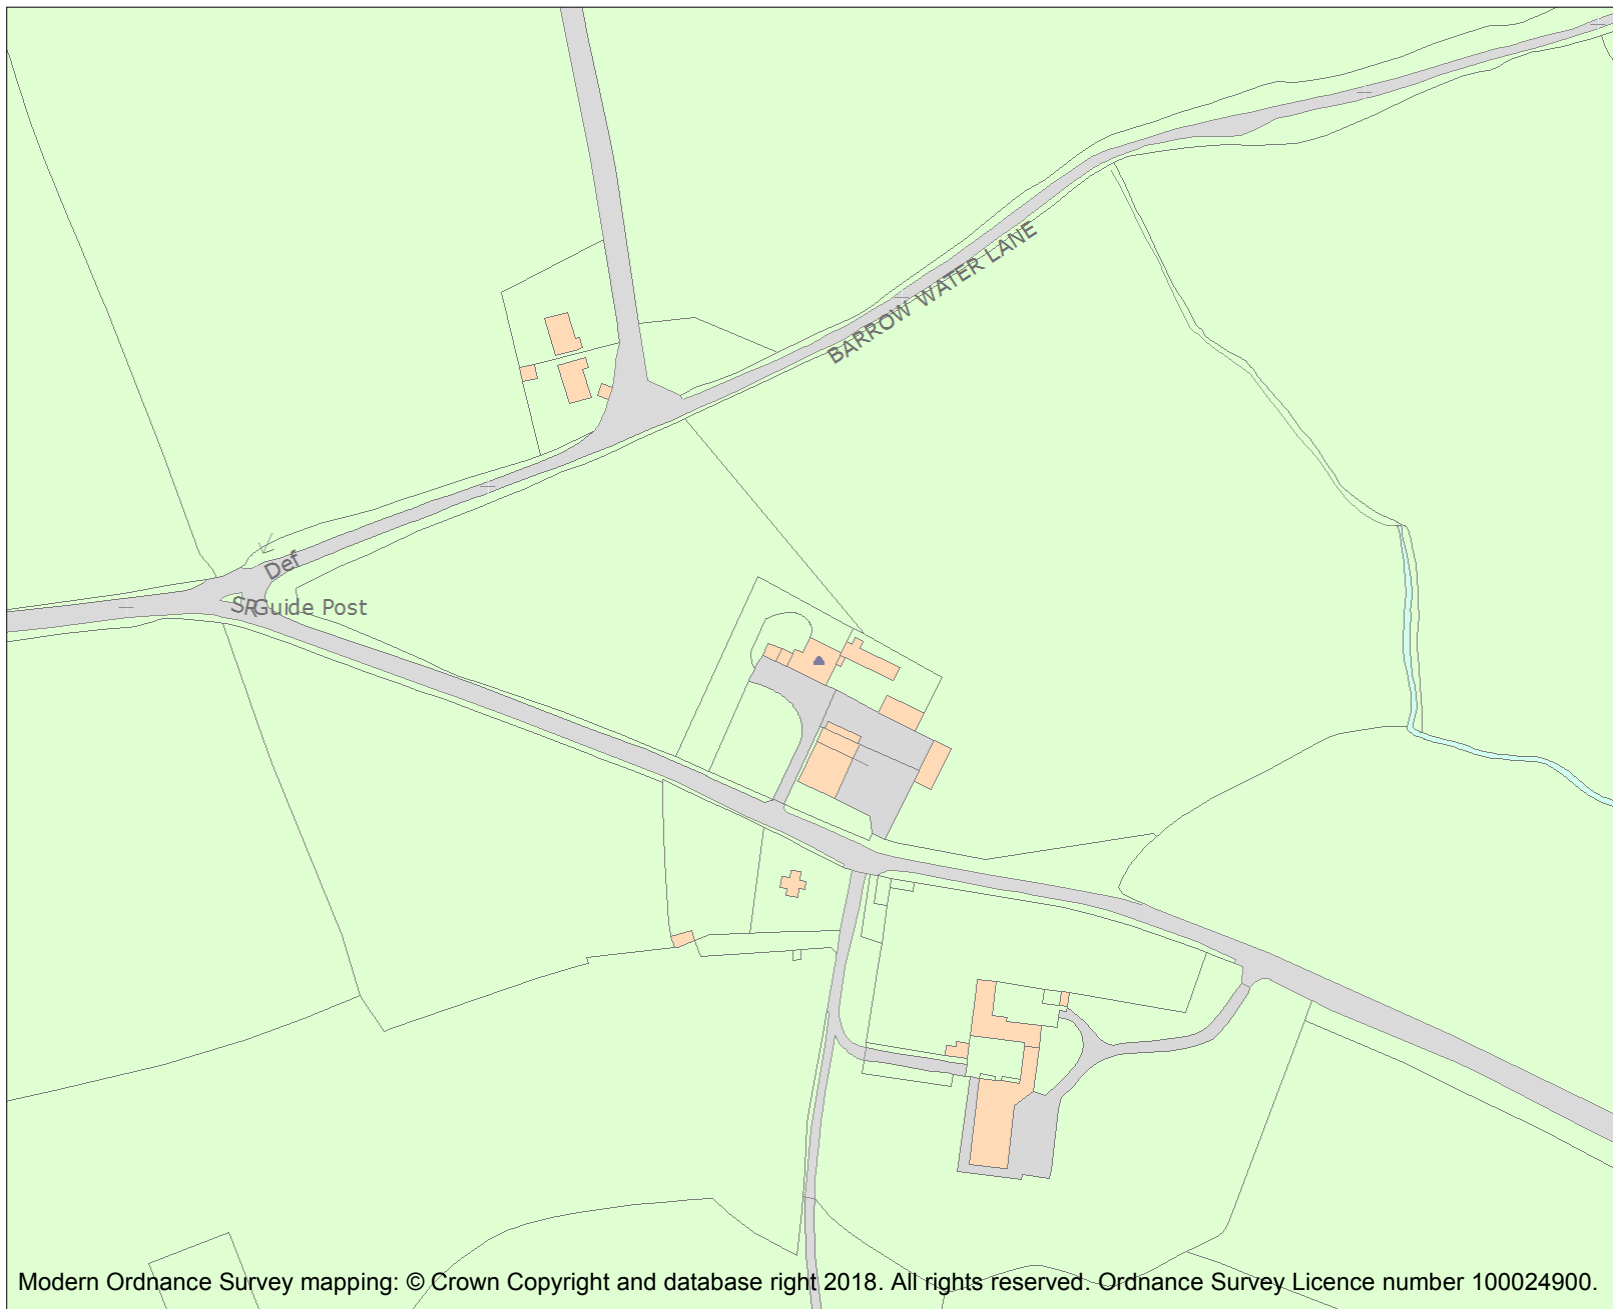 BARROW WATER LANE
Def
SR
Guide Post
Modern Ordnance Survey mapping: © Crown Copyright and database right 2018. All rights reserved. Ordnance Survey Licence number 100024900.